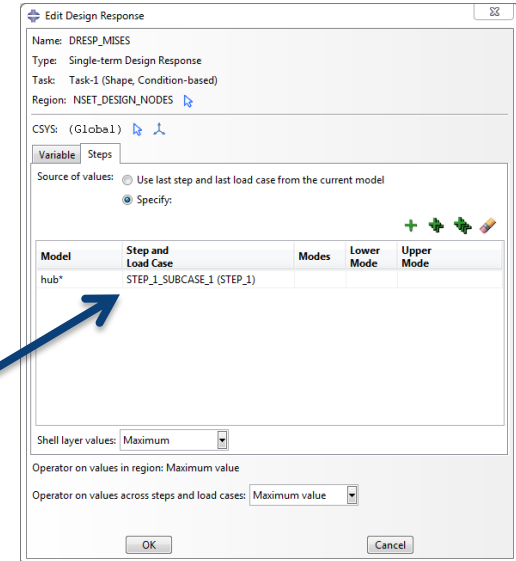 Edit Design Response
Name: DRESP_MISES
Type: Single-term Design Response
Task: Task-1 (Shape, Condition-based)
Region: NSET_DESIGN_NODES
CSYS: (Global)
Variable Steps
Source of values: Use last step and last load case from the current model
Specify:
Model Step and Load Case Modes Lower Mode Upper Mode
hub* STEP_1_SUBCASE_1 (STEP_1)
Shell layer values: Maximum
Operator on values in region: Maximum value
Operator on values across steps and load cases: Maximum value
OK Cancel